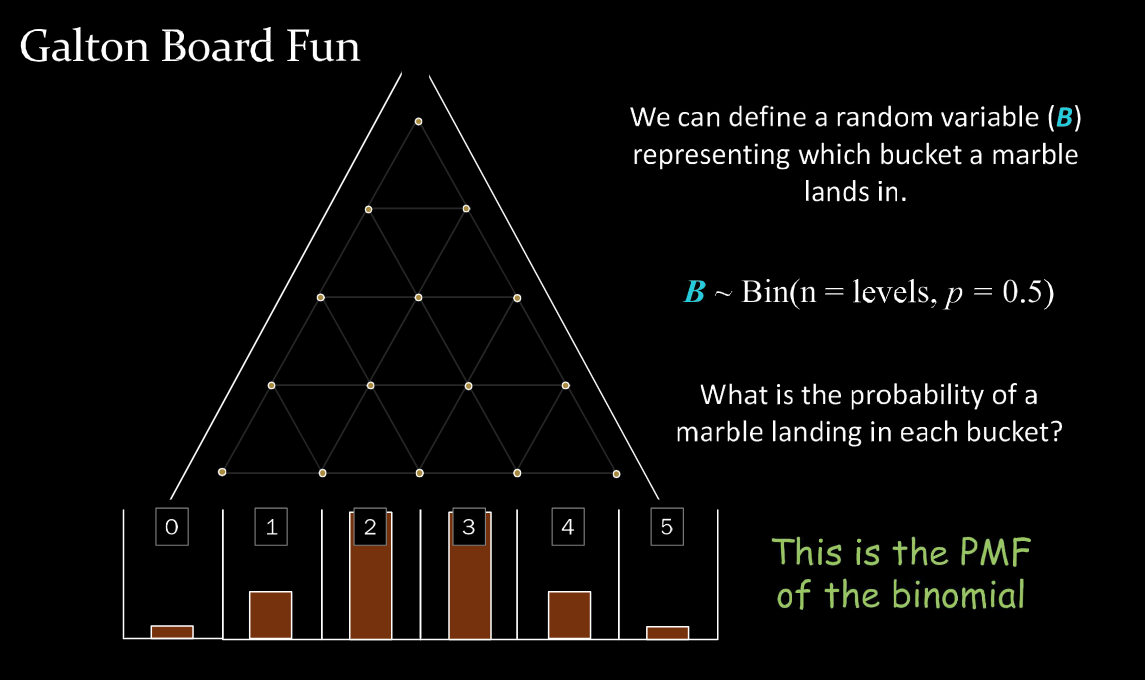 Galton Board Fun
We can define a random variable (B)
representing which bucket a marble
lands in.
B ~ Bin(n = levels, p = 0.5)
What is the probability of a
marble landing in each bucket?
0 1 2 3 4 5
This is the PMF
of the binomial